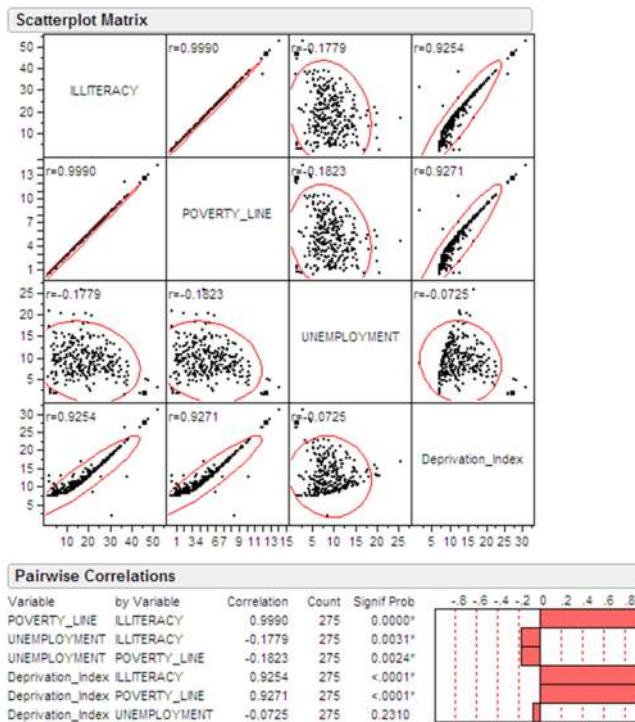 Scatterplot Matrix
50
40
30
20
10
ILLITERACY
r=0.9990
r=-0.1779
r=0.9254
13
10
7
4
1
r=0.9990
POVERTY_LINE
r=-0.1823
r=0.9271
25
20
15
10
5
r=-0.1779
r=-0.1823
UNEMPLOYMENT
r=-0.0725
30
25
20
15
10
5
r=0.9254
r=0.9271
r=-0.0725
Deprivation_Index
10 20 30 40 50 1 34 67 9 11 1315 5 10 15 20 25 5 10 15 20 25 30
Pairwise Correlations
Variable by Variable Correlation Count Signif Prob -.8 -.6 -.4 -.2 0 .2 .4 .6 .8
POVERTY_LINE ILLITERACY 0.9990 275 0.0000*
UNEMPLOYMENT ILLITERACY -0.1779 275 0.0031*
UNEMPLOYMENT POVERTY_LINE -0.1823 275 0.0024*
Deprivation_Index ILLITERACY 0.9254 275 <.0001*
Deprivation_Index POVERTY_LINE 0.9271 275 <.0001*
Deprivation_Index UNEMPLOYMENT -0.0725 275 0.2310